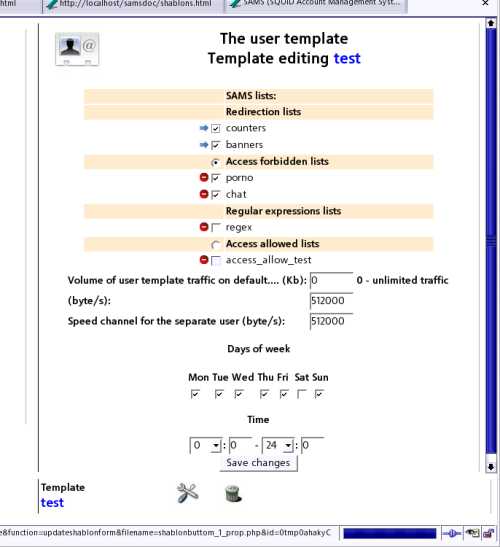 html
http://localhost/samsdoc/shablons.html
SAMS (SQUID Account Management Syst...
The user template
Template editing test
SAMS lists:
Redirection lists
counters
banners
Access forbidden lists
porno
chat
Regular expressions lists
regex
Access allowed lists
access_allow_test
Volume of user template traffic on default.... (Kb): 0 0 - unlimited traffic
(byte/s): 512000
Speed channel for the separate user (byte/s): 512000
Days of week
Mon Tue Wed Thu Fri Sat Sun
Time
0 : 0 - 24 : 0
Save changes
Template
test
e&function=updateshablonform&filename=shablonbuttom_1_prop.php&id=0tmp0ahakyC